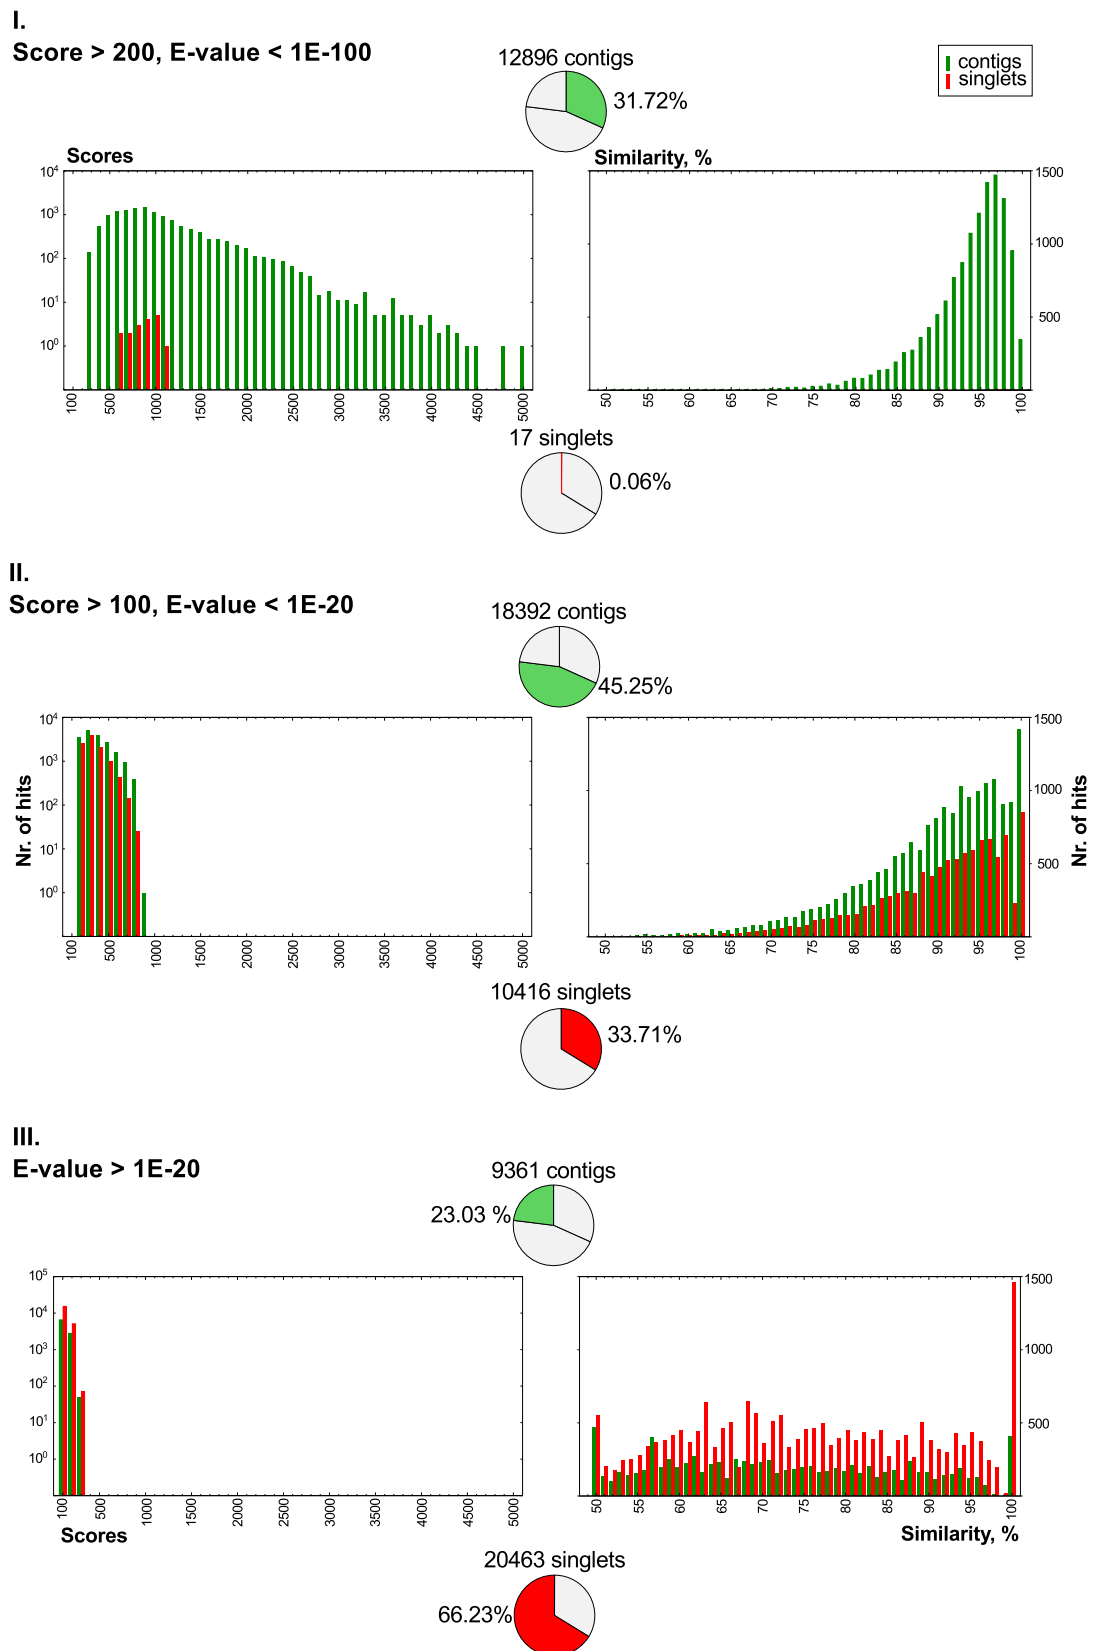 I.
Score > 200, E-value < 1E-100
12896 contigs
contigs
singlets
31.72%
Scores
Similarity, %
10^4
10^3
10^2
10^1
10^0
100 500 1000 1500 2000 2500 3000 3500 4000 4500 5000
1500
1000
500
50 55 60 65 70 75 80 85 90 95 100
17 singlets
0.06%
II.
Score > 100, E-value < 1E-20
18392 contigs
45.25%
Nr. of hits
10^4
10^3
10^2
10^1
10^0
100 500 1000 1500 2000 2500 3000 3500 4000 4500 5000
1500
1000
500
Nr. of hits
50 55 60 65 70 75 80 85 90 95 100
10416 singlets
33.71%
III.
E-value > 1E-20
9361 contigs
23.03 %
10^5
10^4
10^3
10^2
10^1
10^0
100 500 1000 1500 2000 2500 3000 3500 4000 4500 5000
Scores
1500
1000
500
50 55 60 65 70 75 80 85 90 95 100
Similarity, %
20463 singlets
66.23%